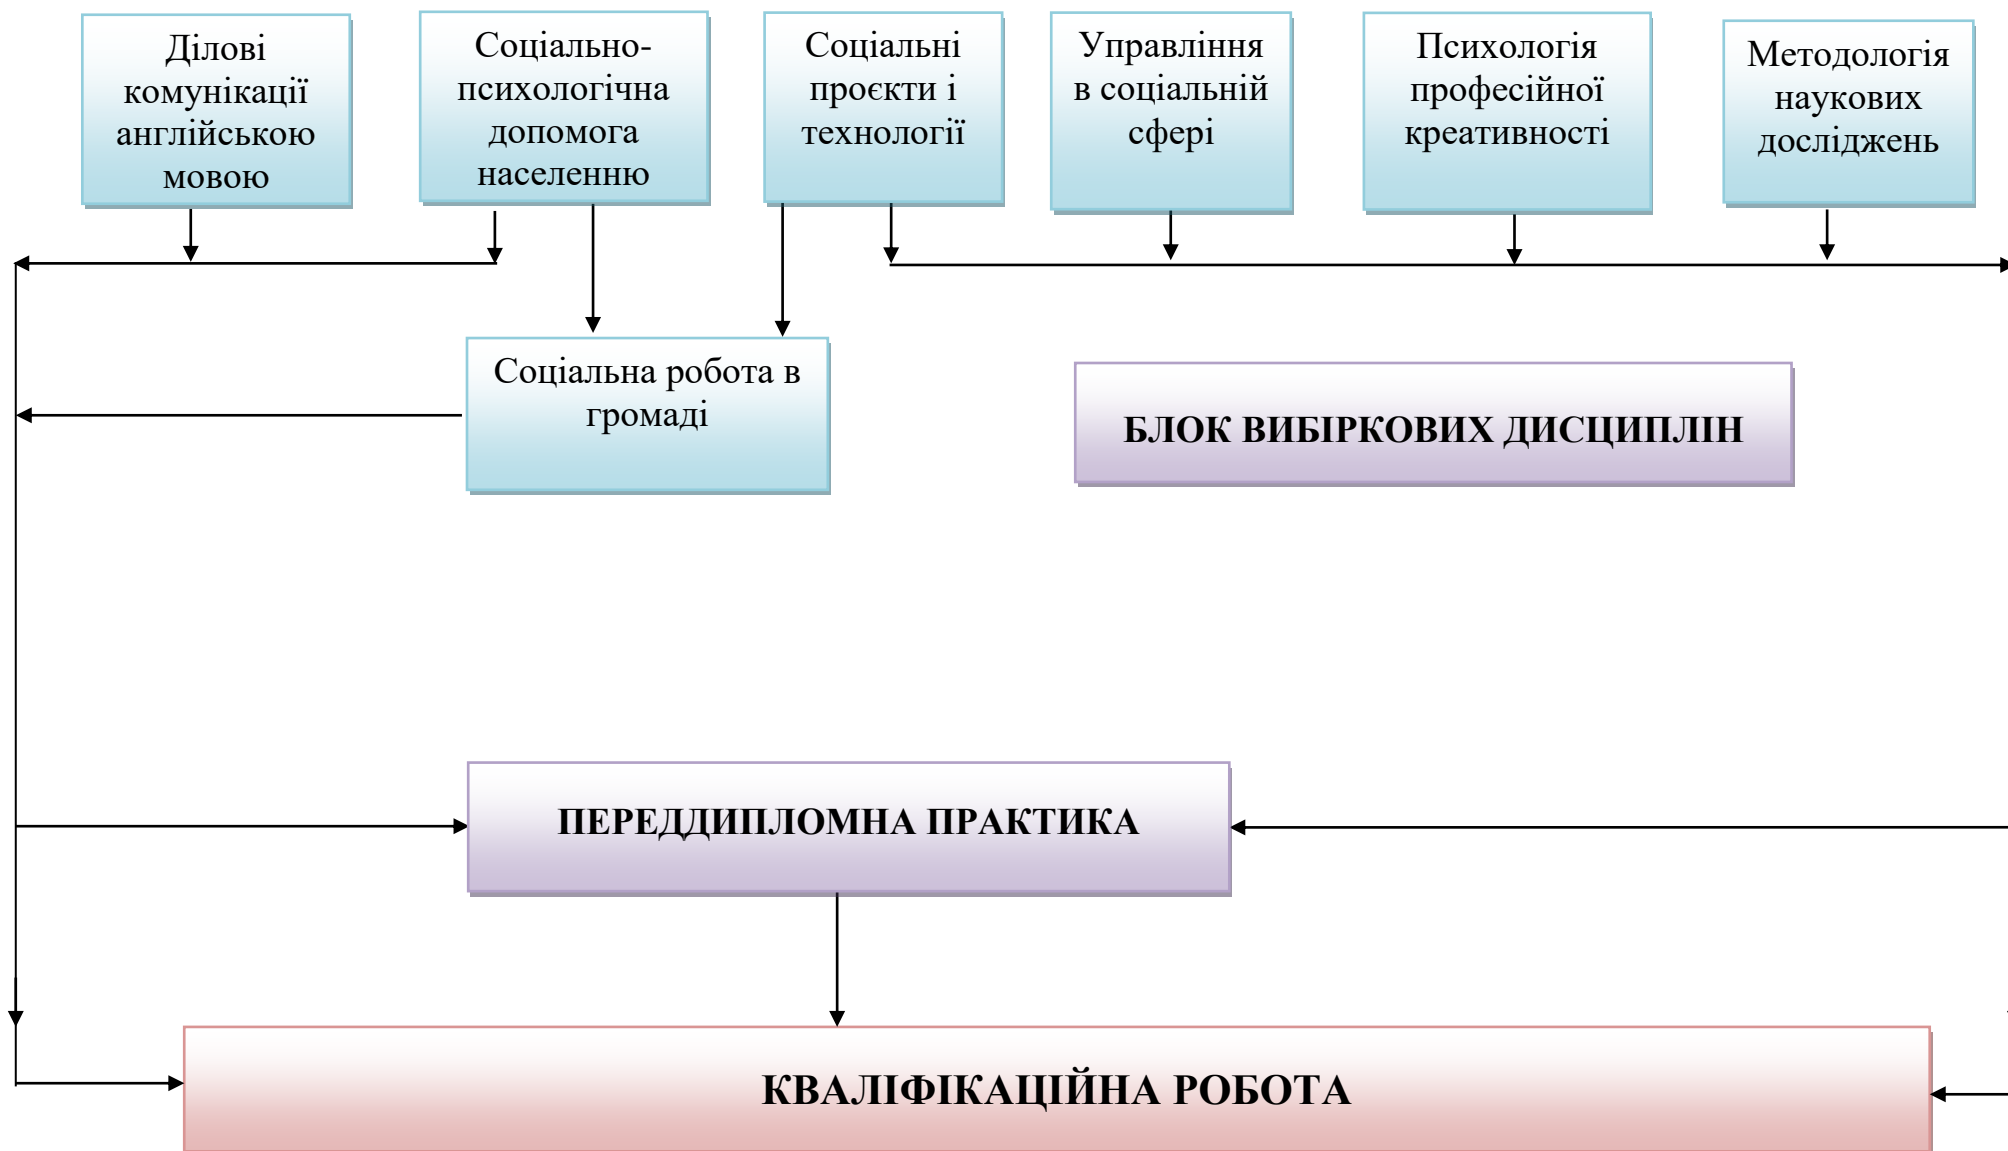 Ділові
комунікації
англійською
мовою
Соціально-
психологічна
допомога
населенню
Соціальні
проєкти і
технології
Управління
в соціальній
сфері
Психологія
професійної
креативності
Методологія
наукових
досліджень
Соціальна робота в
громаді
БЛОК ВИБІРКОВИХ ДИСЦИПЛІН
ПЕРЕДДИПЛОМНА ПРАКТИКА
КВАЛІФІКАЦІЙНА РОБОТА